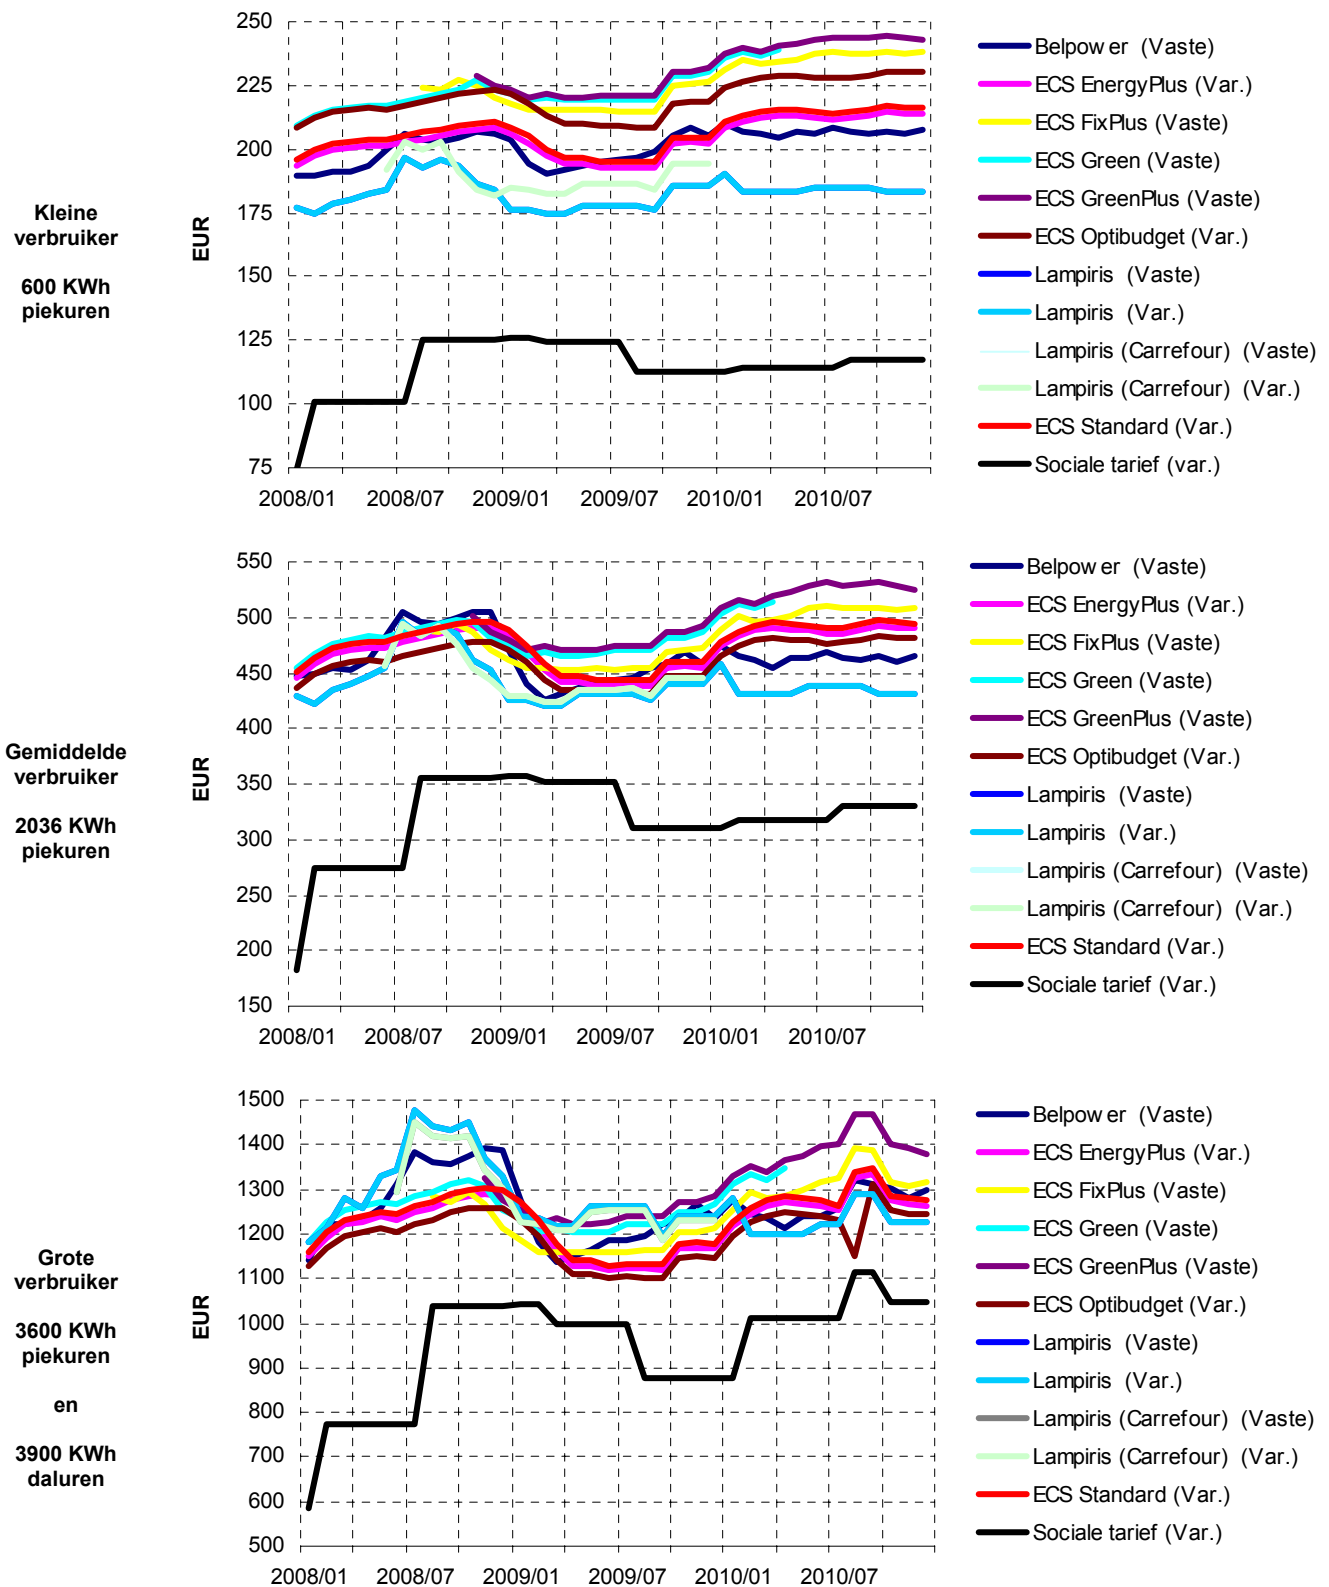 Kleine
verbruiker
600 KWh
piekuren
EUR
250
225
200
175
150
125
100
75
2008/01 2008/07 2009/01 2009/07 2010/01 2010/07
Belpower (Vaste)
ECS EnergyPlus (Var.)
ECS FixPlus (Vaste)
ECS Green (Vaste)
ECS GreenPlus (Vaste)
ECS Optibudget (Var.)
Lampiris (Vaste)
Lampiris (Var.)
Lampiris (Carrefour) (Vaste)
Lampiris (Carrefour) (Var.)
ECS Standard (Var.)
Sociale tarief (var.)
Gemiddelde
verbruiker
2036 KWh
piekuren
EUR
550
500
450
400
350
300
250
200
150
2008/01 2008/07 2009/01 2009/07 2010/01 2010/07
Belpower (Vaste)
ECS EnergyPlus (Var.)
ECS FixPlus (Vaste)
ECS Green (Vaste)
ECS GreenPlus (Vaste)
ECS Optibudget (Var.)
Lampiris (Vaste)
Lampiris (Var.)
Lampiris (Carrefour) (Vaste)
Lampiris (Carrefour) (Var.)
ECS Standard (Var.)
Sociale tarief (Var.)
Grote
verbruiker
3600 KWh
piekuren
en
3900 KWh
daluren
EUR
1500
1400
1300
1200
1100
1000
900
800
700
600
500
2008/01 2008/07 2009/01 2009/07 2010/01 2010/07
Belpower (Vaste)
ECS EnergyPlus (Var.)
ECS FixPlus (Vaste)
ECS Green (Vaste)
ECS GreenPlus (Vaste)
ECS Optibudget (Var.)
Lampiris (Vaste)
Lampiris (Var.)
Lampiris (Carrefour) (Vaste)
Lampiris (Carrefour) (Var.)
ECS Standard (Var.)
Sociale tarief (Var.)